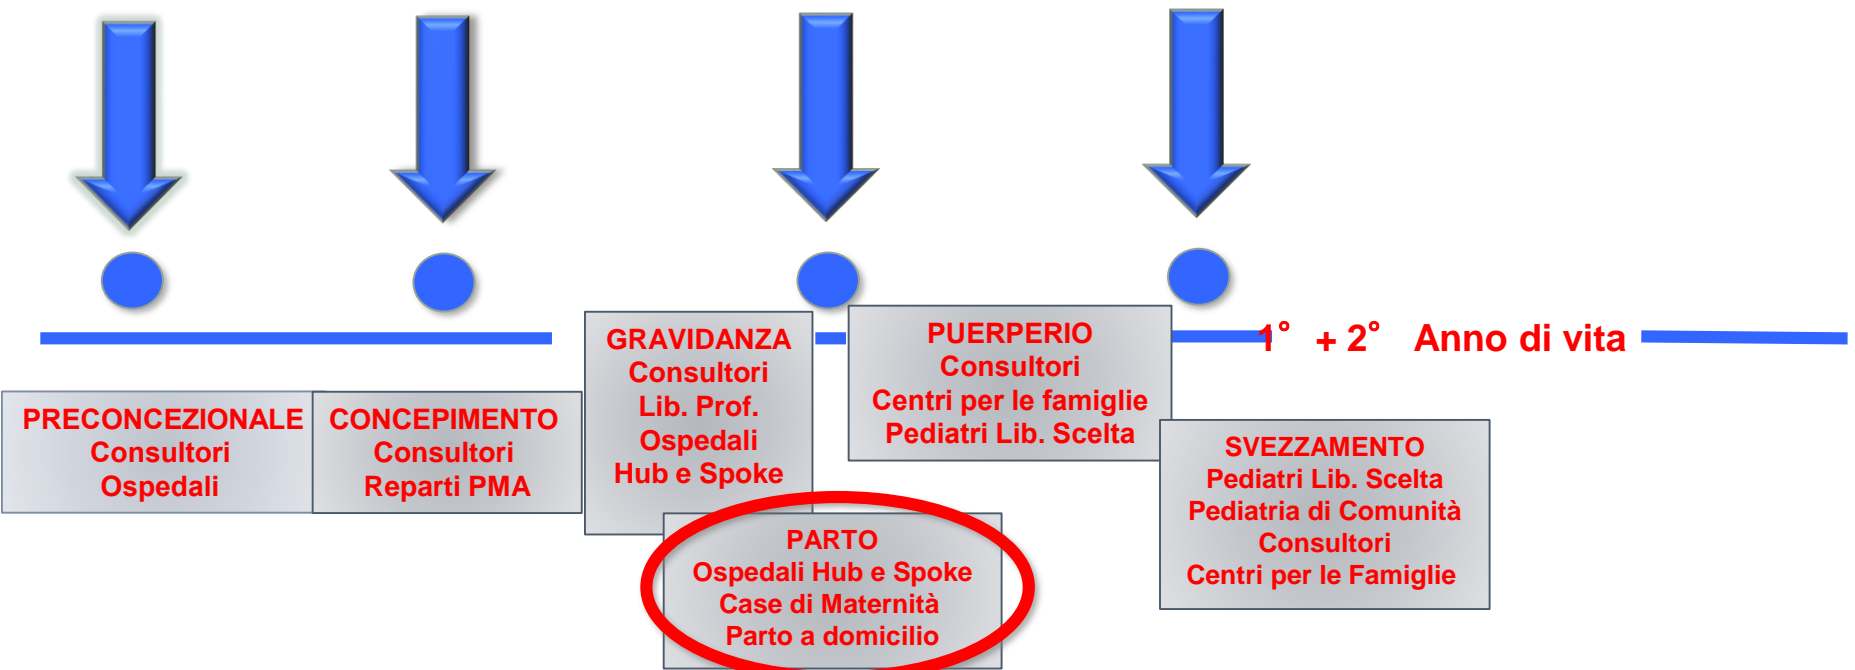 PRECONCEZIONALE
Consultori
Ospedali
CONCEPIMENTO
Consultori
Reparti PMA
GRAVIDANZA
Consultori
Lib. Prof.
Ospedali
Hub e Spoke
PARTO
Ospedali Hub e Spoke
Case di Maternità
Parto a domicilio
PUERPERIO
Consultori
Centri per le famiglie
Pediatri Lib. Scelta
1° + 2° Anno di vita
SVEZZAMENTO
Pediatri Lib. Scelta
Pediatria di Comunità
Consultori
Centri per le Famiglie